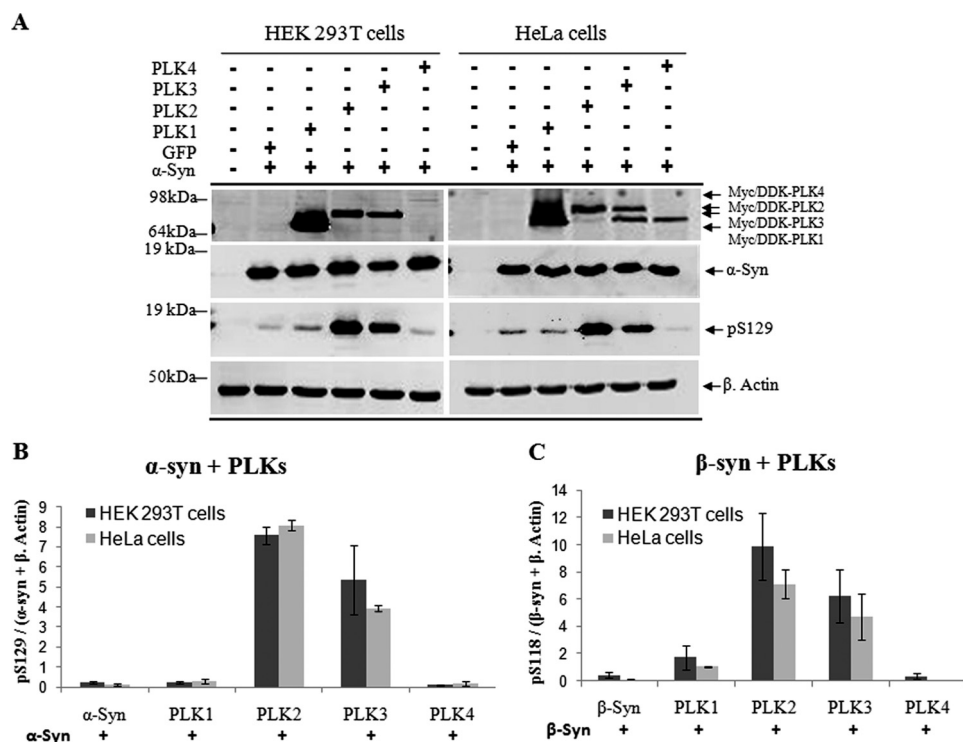 A
HEK 293T cells HeLa cells
PLK4 - - - - - + - - - - - +
PLK3 - - - - + - - - - - + -
PLK2 - - - + - - - - - + - -
PLK1 - - + - - - - - + - - -
GFP - + - - - - - + - - - -
α-Syn - + + + + + - + + + + +
98kDa
64kDa
Myc/DDK-PLK4
Myc/DDK-PLK2
Myc/DDK-PLK3
Myc/DDK-PLK1
19kDa
α-Syn
19kDa
pS129
50kDa
β. Actin
B
α-syn + PLKs
pS129 / (α-syn + β. Actin)
9
8
7
6
5
4
3
2
1
0
HEK 293T cells
HeLa cells
α-Syn PLK1 PLK2 PLK3 PLK4
α-Syn + + + + +
C
β-syn + PLKs
pS118 / (β-syn + β. Actin)
14
12
10
8
6
4
2
0
HEK 293T cells
HeLa cells
β-Syn PLK1 PLK2 PLK3 PLK4
β-Syn + + + + +